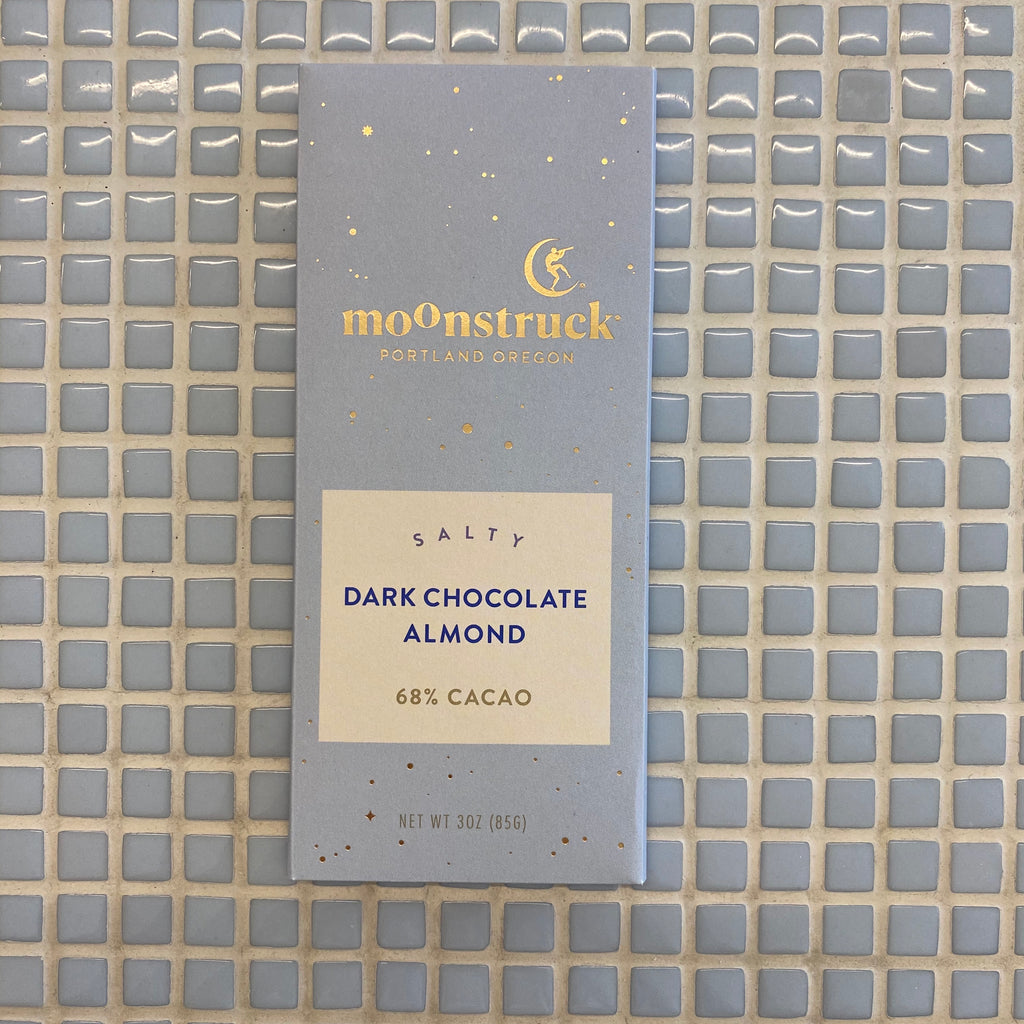 moonstruck
PORTLAND OREGON
SALTY
DARK CHOCOLATE
ALMOND
68% CACAO
NET WT 3OZ (85G)